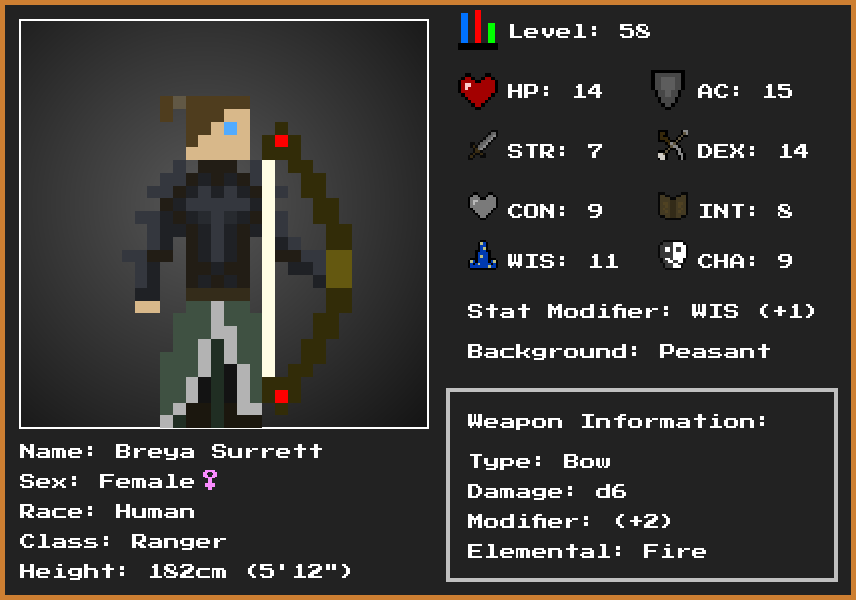 Level: 58
HP: 14 AC: 15
STR: 7 DEX: 14
CON: 9 INT: 8
WIS: 11 CHA: 9
Stat Modifier: WIS (+1)
Background: Peasant
Weapon Information:
Type: Bow
Damage: d6
Modifier: (+2)
Elemental: Fire
Name: Breya Surrett
Sex: Female♀
Race: Human
Class: Ranger
Height: 182cm (5'12")